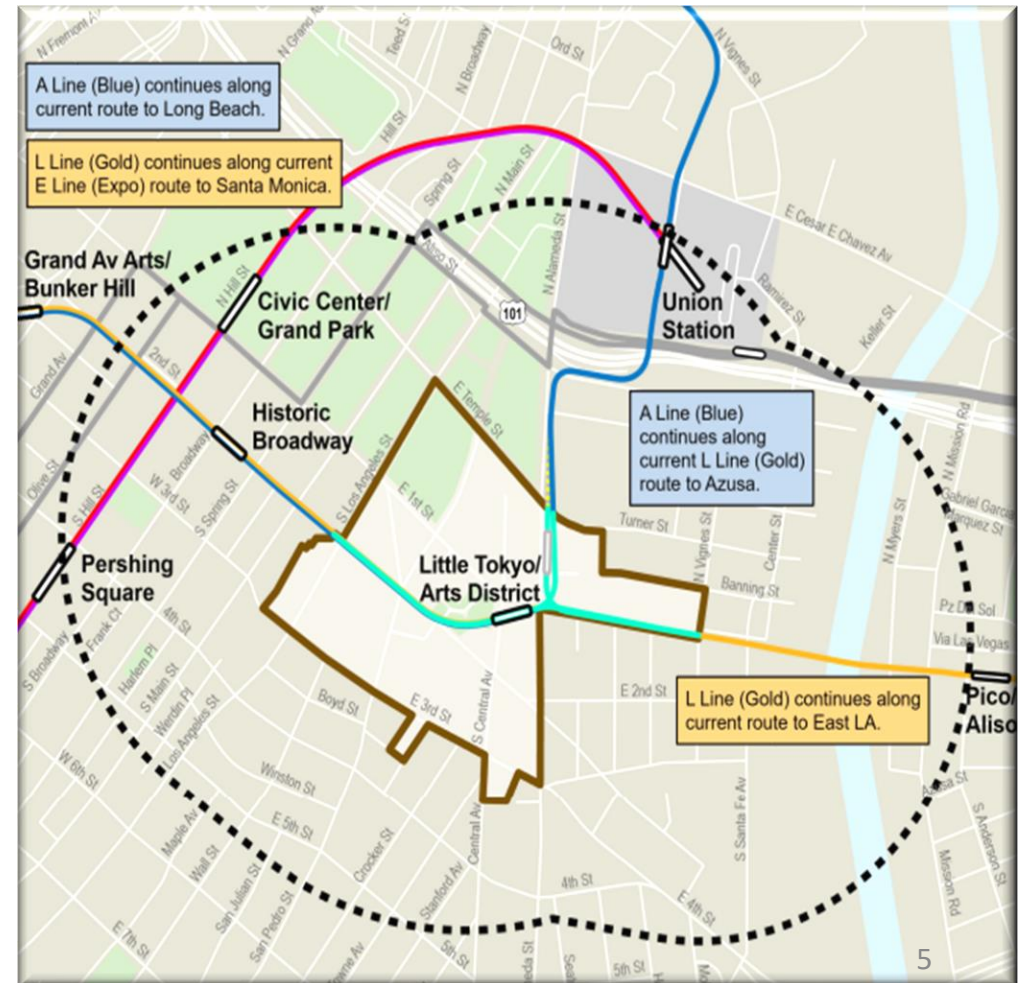 N Fremont Av
N Grand Av
Teed S
N Broadway
Ord St
N Vignes St
A Line (Blue) continues along
current route to Long Beach.
Hill St
L Line (Gold) continues along current
E Line (Expo) route to Santa Monica.
Spring St
N Main St
N Alameda St
E Cesar E Chavez Av
Grand Av Arts/
Bunker Hill
N Hill St
Civic Center/
Grand Park
101
Union
Station
Ramirez St
Keller St
Grand Av
2nd St
Historic
Broadway
E Temple St
A Line (Blue)
continues along
current L Line (Gold)
route to Azusa.
N Mission Rd
Olive St
S Hill St
Broadway
W 3rd St
S Spring St
S Los Angeles St
E 1st St
Turner St
N Vignes St
Center St
N Myers St
Gabriel Garcia
Marquez St
Pershing
Square
Little Tokyo/
Arts District
Banning St
4th St
Frank Ct
S Broadway
Harlem Pl
S Main St
Werdin Pl
Los Angeles St
Via Las Vegas
Boyd St
E 3rd St
S Central Av
E 2nd St
L Line (Gold) continues along
current route to East LA.
Pico/
Aliso
W 6th St
Winston St
E 5th St
Maple Av
Wall St
San Julian St
San Pedro St
Crocker St
Stanford Av
Central Av
S Santa Fe Av
S Anderson St
Mission Rd
4th St
E 4th St
E 7th St
5th St
5th St
5